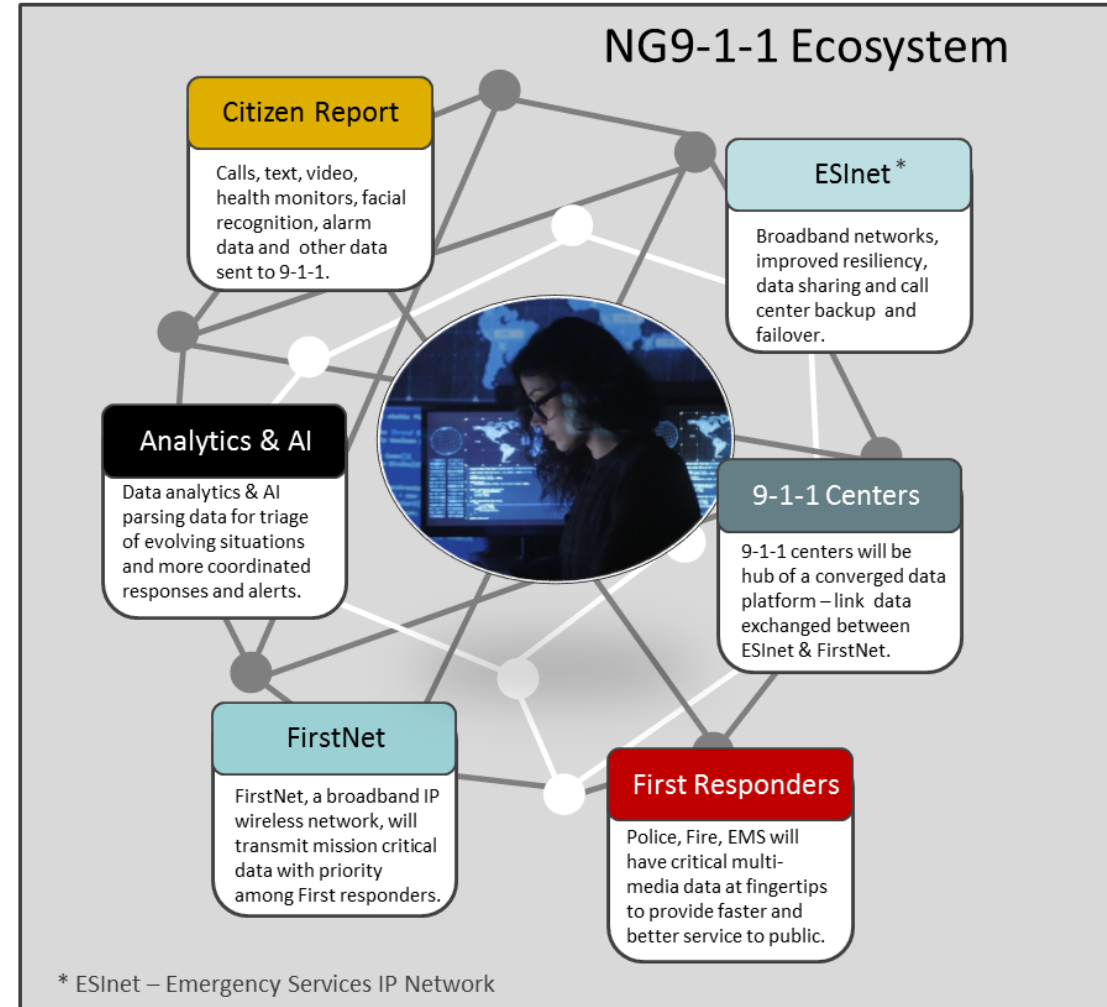 NG9-1-1 Ecosystem
Citizen Report
Calls, text, video,
health monitors, facial
recognition, alarm
data and other data
sent to 9-1-1.
ESInet *
Broadband networks,
improved resiliency,
data sharing and call
center backup and
failover.
Analytics & AI
Data analytics & AI
parsing data for triage
of evolving situations
and more coordinated
responses and alerts.
9-1-1 Centers
9-1-1 centers will be
hub of a converged data
platform – link data
exchanged between
ESInet & FirstNet.
FirstNet
FirstNet, a broadband IP
wireless network, will
transmit mission critical
data with priority
among First responders.
First Responders
Police, Fire, EMS will
have critical multi-
media data at fingertips
to provide faster and
better service to public.
* ESInet – Emergency Services IP Network